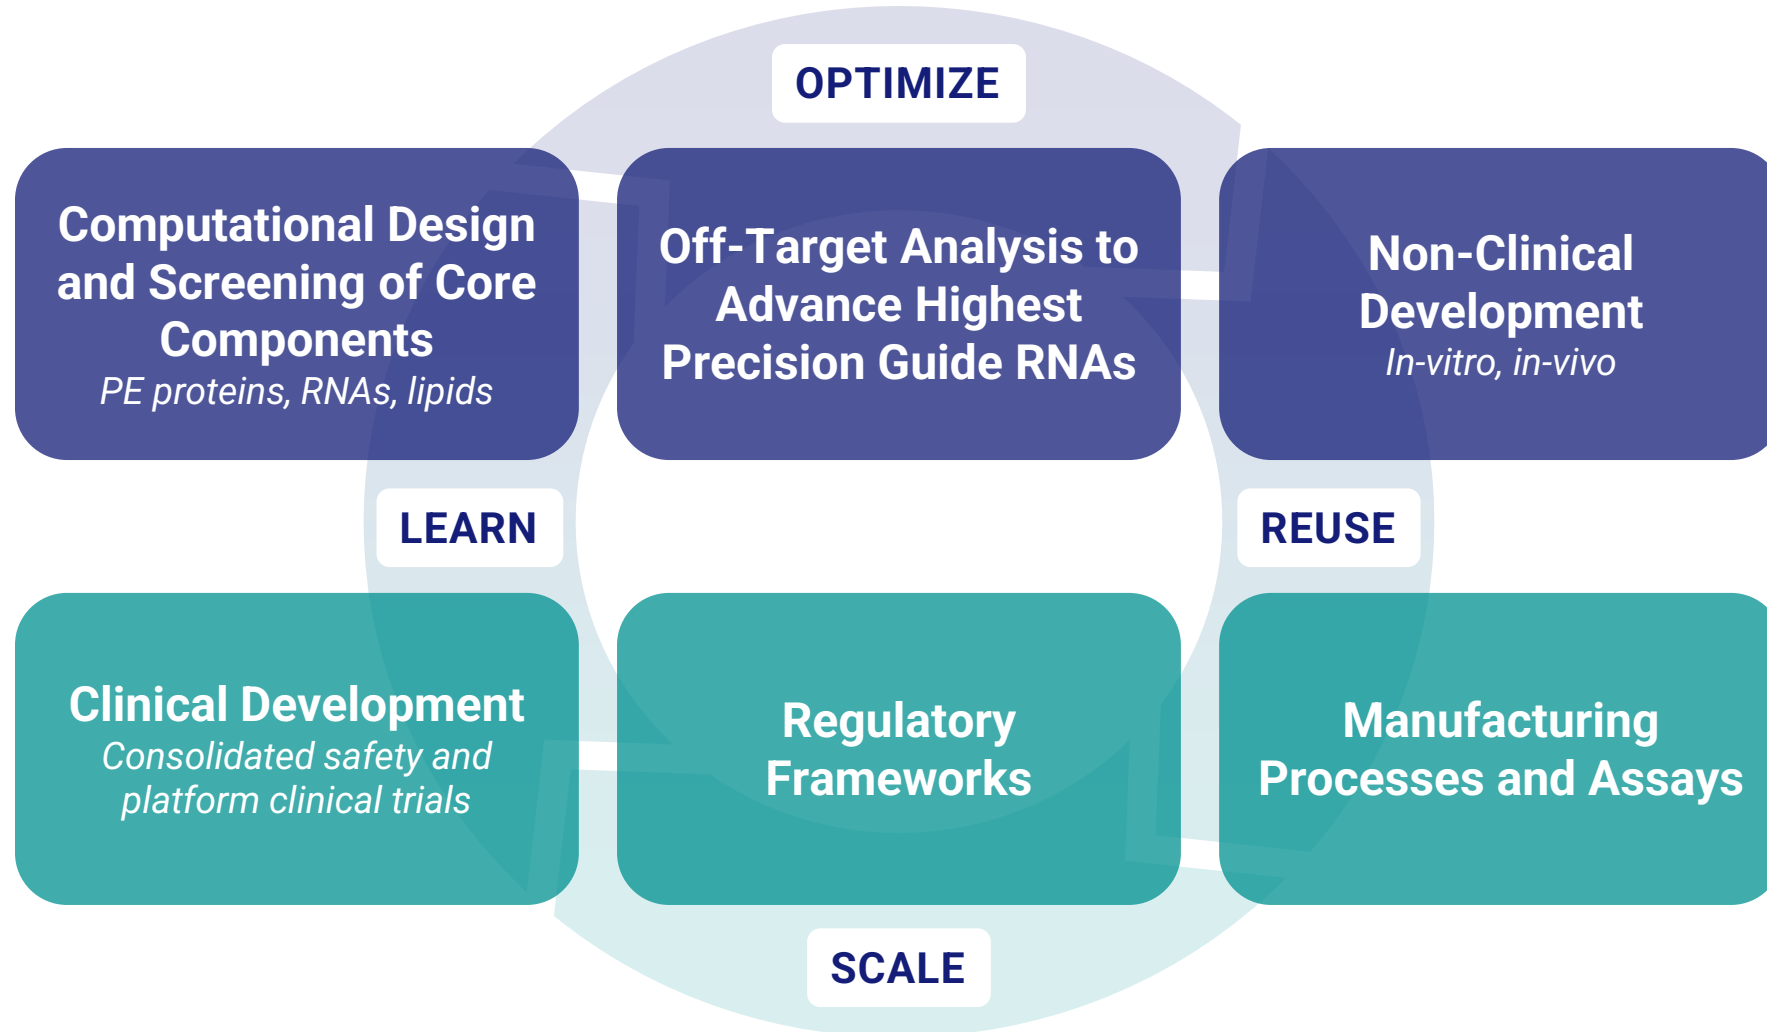 OPTIMIZE
Computational Design
and Screening of Core
Components
PE proteins, RNAs, lipids
Off-Target Analysis to
Advance Highest
Precision Guide RNAs
Non-Clinical
Development
In-vitro, in-vivo
LEARN
REUSE
Clinical Development
Consolidated safety and
platform clinical trials
Regulatory
Frameworks
Manufacturing
Processes and Assays
SCALE